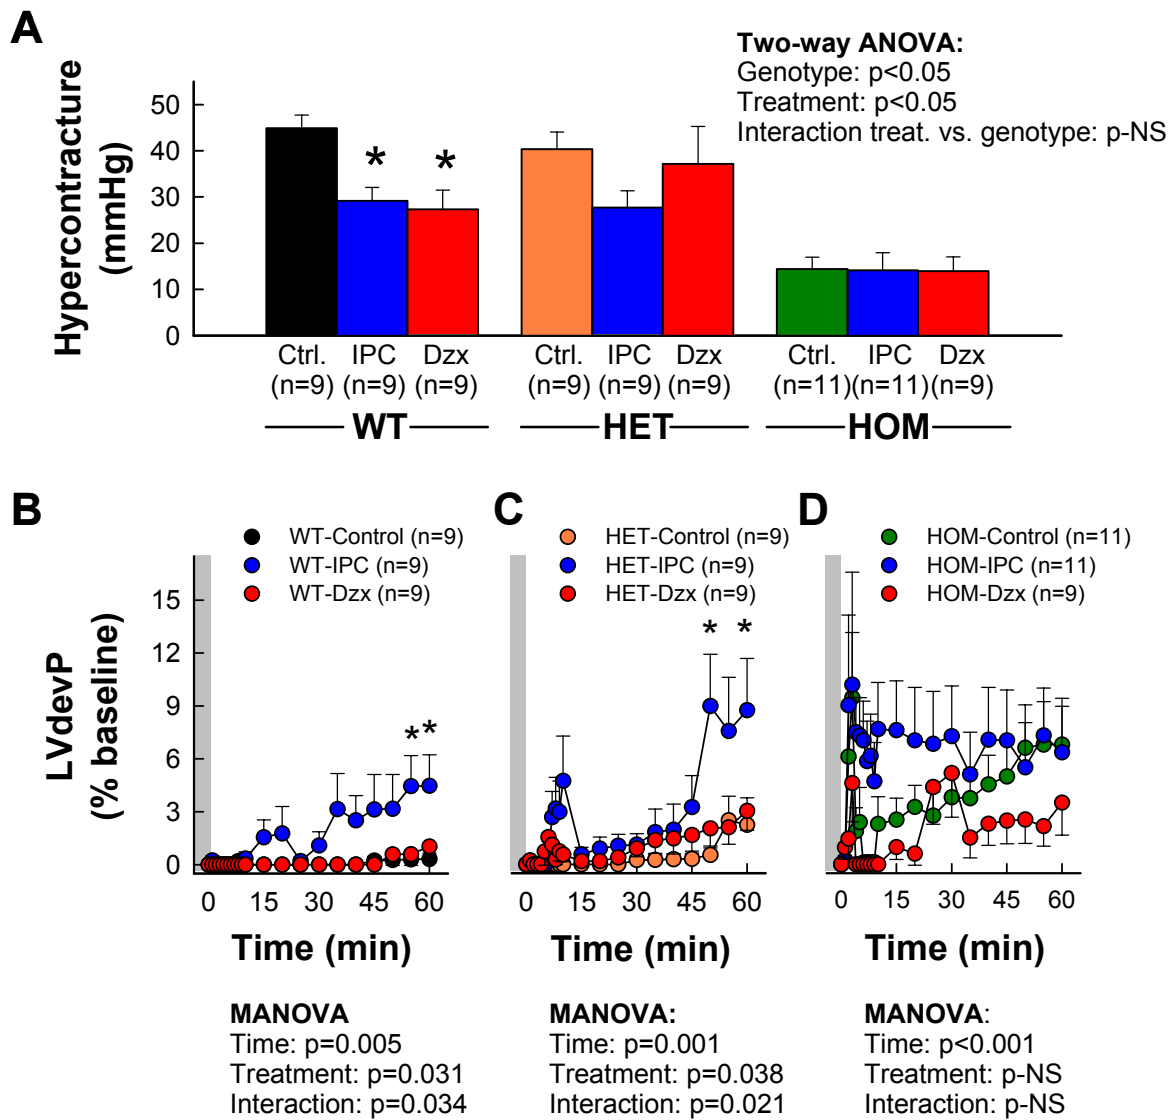 A
Two-way ANOVA:
Genotype: p<0.05
Treatment: p<0.05
Interaction treat. vs. genotype: p-NS
Hypercontracture
(mmHg)
50
40
30
20
10
0
* *
Ctrl. IPC Dzx Ctrl. IPC Dzx Ctrl. IPC Dzx
(n=9) (n=9) (n=9) (n=9) (n=9) (n=9) (n=11) (n=11) (n=9)
WT HET HOM
B
WT-Control (n=9)
WT-IPC (n=9)
WT-Dzx (n=9)
LVdevP
(% baseline)
15
12
9
6
3
0
* *
0 15 30 45 60
Time (min)
MANOVA
Time: p=0.005
Treatment: p=0.031
Interaction: p=0.034
C
HET-Control (n=9)
HET-IPC (n=9)
HET-Dzx (n=9)
* *
0 15 30 45 60
Time (min)
MANOVA:
Time: p=0.001
Treatment: p=0.038
Interaction: p=0.021
D
HOM-Control (n=11)
HOM-IPC (n=11)
HOM-Dzx (n=9)
0 15 30 45 60
Time (min)
MANOVA:
Time: p<0.001
Treatment: p-NS
Interaction: p-NS